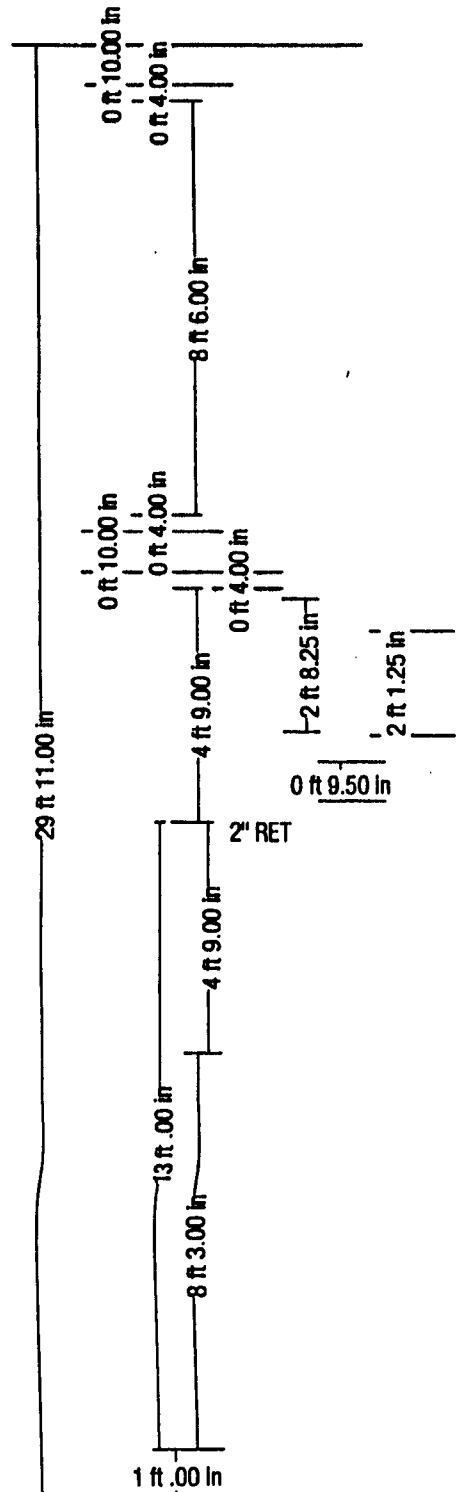 0 ft 10.00 in
0 ft 4.00 in
8 ft 6.00 in
0 ft 10.00 in
0 ft 4.00 in
0 ft 4.00 in
2 ft 8.25 in
2 ft 1.25 in
4 ft 9.00 in
29 ft 11.00 in
0 ft 9.50 in
2" RET
4 ft 9.00 in
13 ft .00 in
8 ft 3.00 in
1 ft .00 in